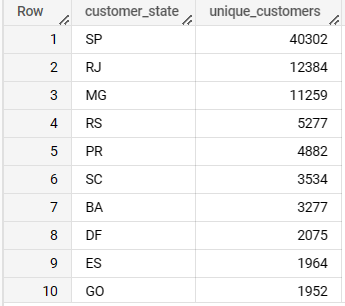 Row customer_state unique_customers
1 SP 40302
2 RJ 12384
3 MG 11259
4 RS 5277
5 PR 4882
6 SC 3534
7 BA 3277
8 DF 2075
9 ES 1964
10 GO 1952